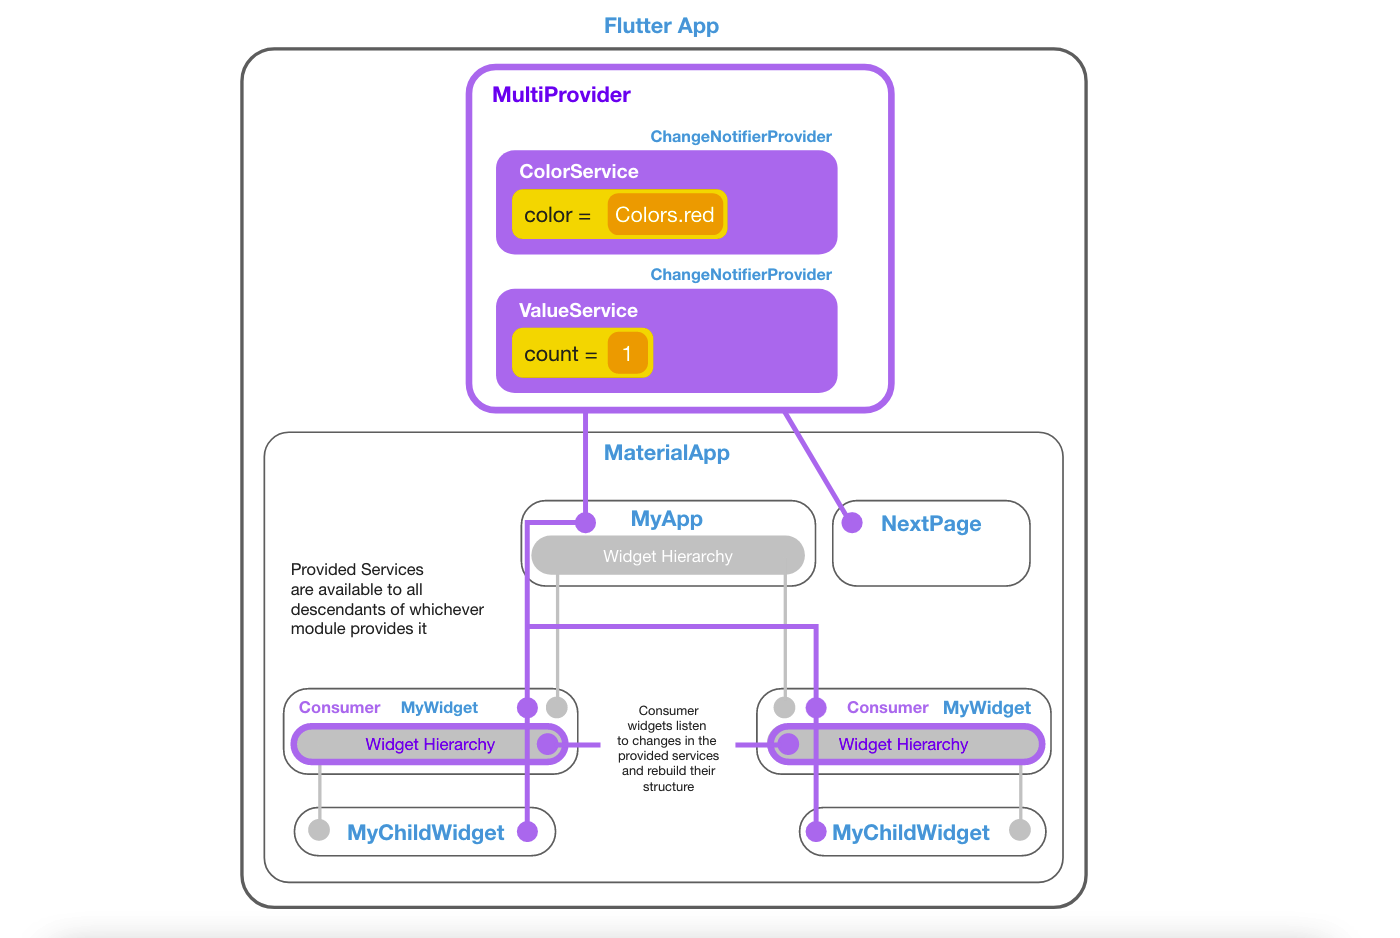 Flutter App
MultiProvider
ChangeNotifierProvider
ColorService
color = Colors.red
ChangeNotifierProvider
ValueService
count = 1
MaterialApp
MyApp
NextPage
Widget Hierarchy
Provided Services
are available to all
descendants of whichever
module provides it
Consumer MyWidget
Widget Hierarchy
Consumer
widgets listen
to changes in the
provided services
and rebuild their
structure
Consumer MyWidget
Widget Hierarchy
MyChildWidget
MyChildWidget